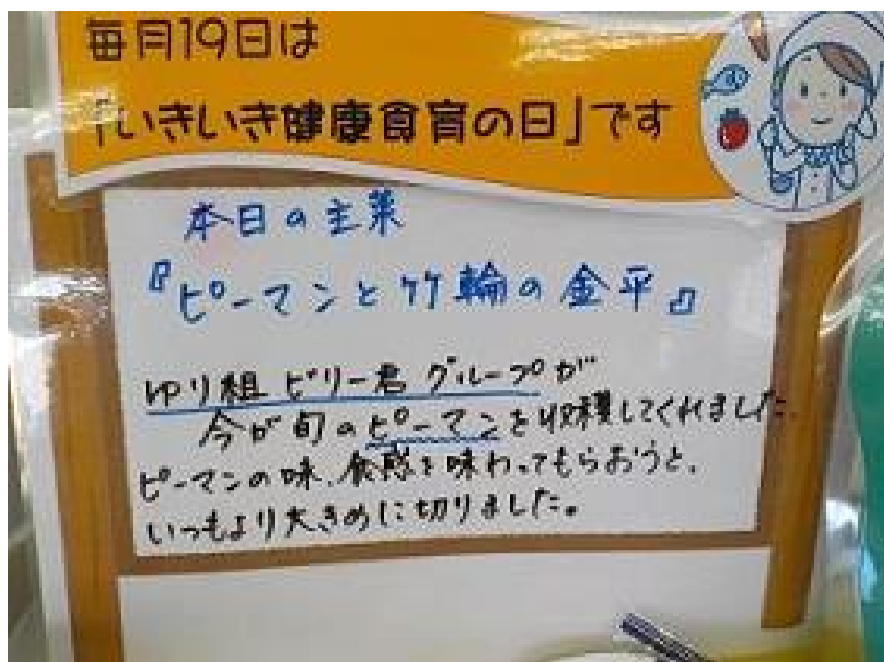 毎月19日は
「いきいき健康食育の日」です
本日の主菜
『ピーマンと竹輪の金平』
ゆり組 ビリー君グループが
今が旬のピーマンを収穫してくれました。
ピーマンの味、食感を味わってもらおうと、
いつもより大きめに切りました。